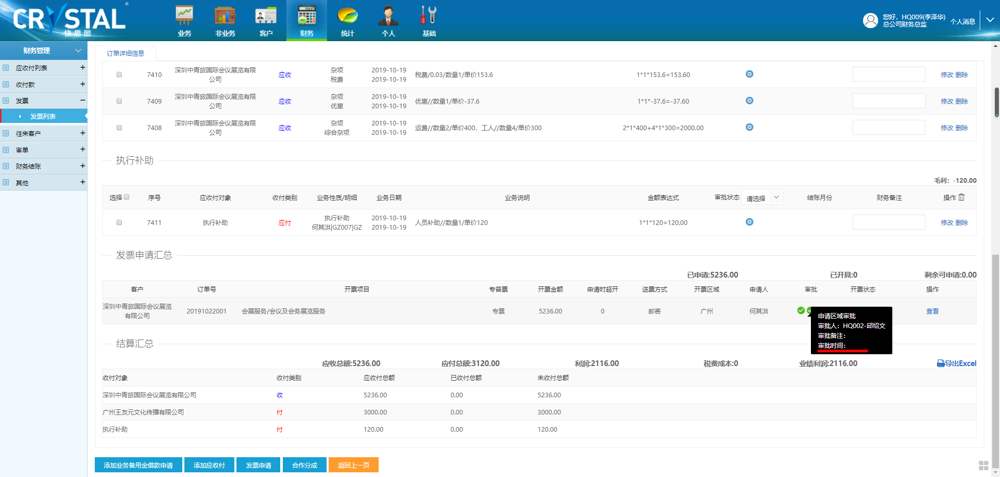 CRYSTAL
®
快思图
业务
非业务
客户
财务
统计
个人
基础
您好，HQ009(李泽华)
总公司财务总监
个人消息
财务管理
应收付列表
收付款
发票
发票列表
往来客户
审单
财务结账
其他
订单详细信息
7410 深圳中青旅国际会议展览有限公司 应收 杂项 税费 2019-10-19 2019-10-19 税费/0.03/数量1/单价153.6 1*1*153.6=153.60 修改 删除
7409 深圳中青旅国际会议展览有限公司 应收 杂项 优惠 2019-10-19 2019-10-19 优惠//数量1/单价-37.6 1*1*-37.6=-37.60 修改 删除
7408 深圳中青旅国际会议展览有限公司 应收 杂项 综合杂项 2019-10-19 2019-10-19 运费//数量2/单价400，工人//数量4/单价300 2*1*400+4*1*300=2000.00 修改 删除
执行补助
毛利：-120.00
选择 序号 应收付对象 收付类别 业务性质/明细 业务日期 业务说明 金额表达式 审批状态 请选择 结账月份 财务备注 操作
7411 执行补助 应付 执行补助 何其洪|GZ007|GZ 2019-10-19 2019-10-19 人员补助//数量1/单价120 1*1*120=120.00 修改 删除
发票申请汇总
已申请:5236.00 已开具:0 剩余可申请:0.00
客户 订单号 开票项目 专普票 开票金额 申请时超开 送票方式 开票区域 申请人 审批 开票状态 操作
深圳中青旅国际会议展览有限公司 20191022001 会展服务/会议及会务展览服务 专票 5236.00 0 邮寄 广州 何其洪 查看
申请区域审批
审批人：HQ002-邱绍文
审批备注：
审批时间：
结算汇总
应收总额:5236.00 应付总额:3120.00 利润:2116.00 税费成本:0 业绩利润:2116.00 导出Excel
收付对象 收付类别 应收付总额 已收付总额 未收付总额
深圳中青旅国际会议展览有限公司 收 5236.00 0.00 5236.00
广州王友元文化传播有限公司 付 3000.00 0.00 3000.00
执行补助 付 120.00 0.00 120.00
添加业务备用金借款申请
添加应收付
发票申请
合作分成
返回上一页